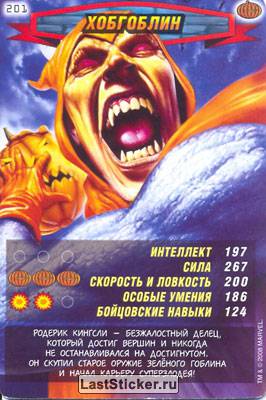 201
ХОБГОБЛИН
ИНТЕЛЛЕКТ 197
СИЛА 267
СКОРОСТЬ И ЛОВКОСТЬ 200
ОСОБЫЕ УМЕНИЯ 186
БОЙЦОВСКИЕ НАВЫКИ 124
РОДЕРИК КИНГСЛИ – БЕЗЖАЛОСТНЫЙ ДЕЛЕЦ,
КОТОРЫЙ ДОСТИГ ВЕРШИН И НИКОГДА
НЕ ОСТАНАВЛИВАЛСЯ НА ДОСТИГНУТОМ.
ОН СКУПИЛ СТАРОЕ ОРУЖИЕ ЗЕЛЁНОГО ГОБЛИНА
И НАЧАЛ КАРЬЕРУ СУПЕРЗЛОДЕЯ!
TM & © 2008 MARVEL
LastSticker.ru